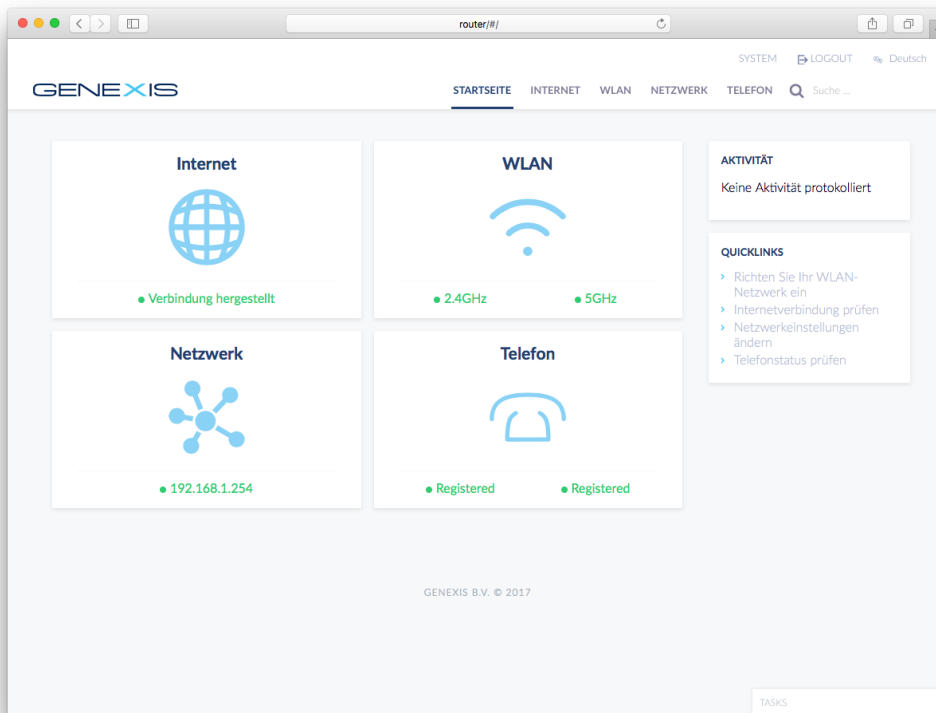 router/#/
SYSTEM LOGOUT Deutsch
GENEXIS
STARTSEITE INTERNET WLAN NETZWERK TELEFON Suche ...
Internet
Verbindung hergestellt
WLAN
2.4GHz 5GHz
AKTIVITÄT
Keine Aktivität protokolliert
QUICKLINKS
Richten Sie Ihr WLAN-
Netzwerk ein
Internetverbindung prüfen
Netzwerkeinstellungen
ändern
Telefonstatus prüfen
Netzwerk
192.168.1.254
Telefon
Registered Registered
GENEXIS B.V. © 2017
TASKS